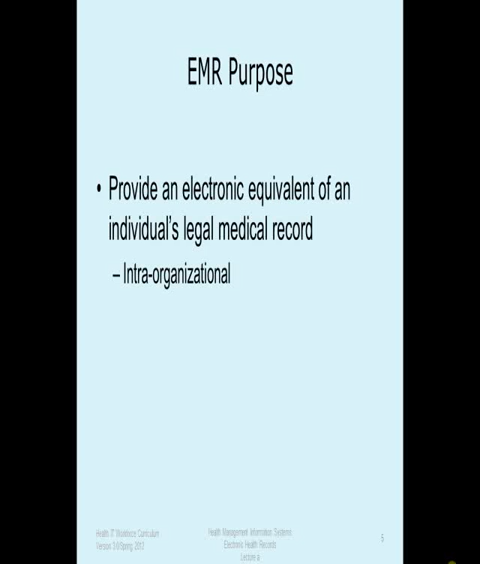 EMR Purpose
• Provide an electronic equivalent of an
individual's legal medical record
– Intra-organizational
Health IT Workforce Curriculum
Version 3.0/Spring 2012
Health Management Information Systems
Electronic Health Records
Lecture a
5